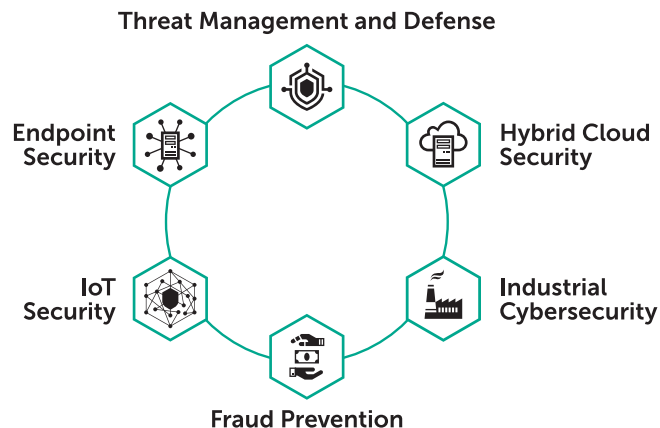 Threat Management and Defense
Endpoint
Security
Hybrid Cloud
Security
IoT
Security
Industrial
Cybersecurity
Fraud Prevention